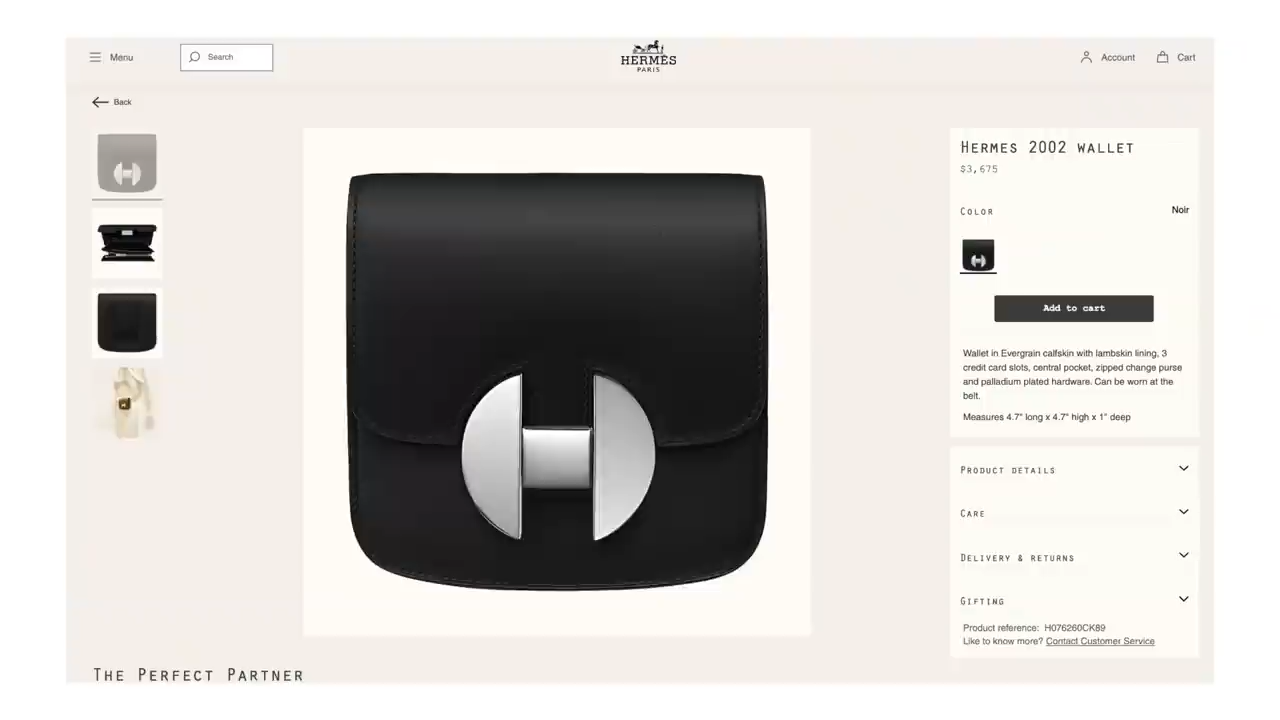 Menu
Search
HERMÈS
PARIS
Account
Cart
Back
HERMES 2002 WALLET
$3,675
COLOR
Noir
Add to cart
Wallet in Evergrain calfskin with lambskin lining, 3
credit card slots, central pocket, zipped change purse
and palladium plated hardware. Can be worn at the
belt.
Measures 4.7" long x 4.7" high x 1" deep
PRODUCT DETAILS
CARE
DELIVERY & RETURNS
GIFTING
Product reference: H076260CK89
Like to know more? Contact Customer Service
THE PERFECT PARTNER